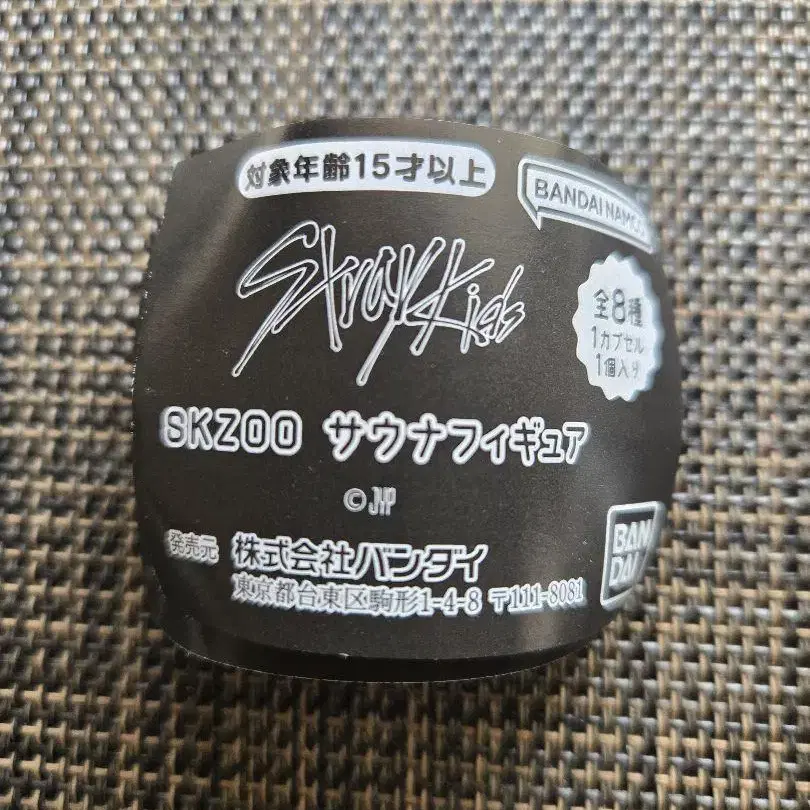 対象年齢15才以上
BANDAI NAMCO
Stray Kids
全8種
1カプセル
1個入り
SKZOO サウナフィギュア
©JYP
発売元 株式会社バンダイ
東京都台東区駒形1-4-8 〒111-8081
BAN
DAI